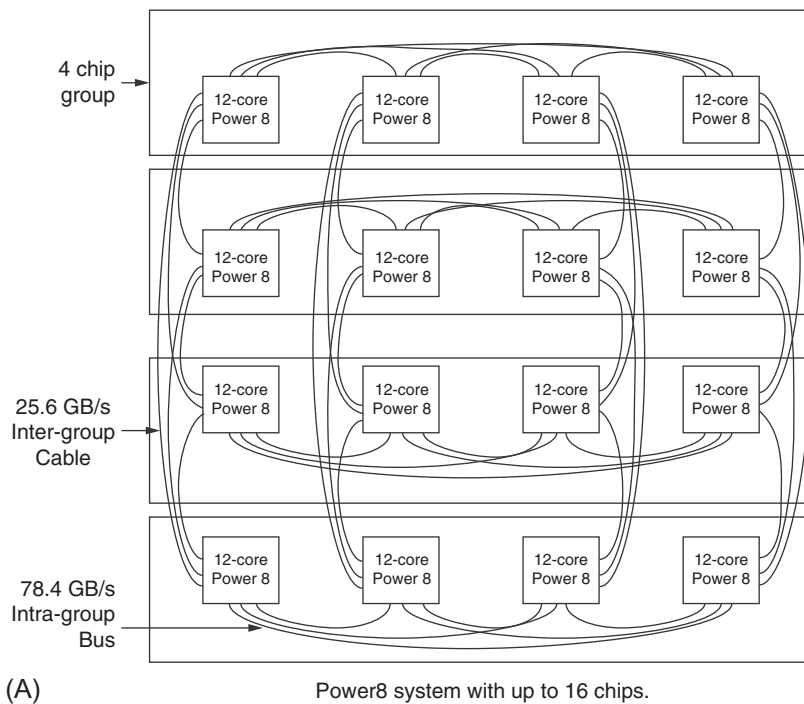 4 chip
group
12-core
Power 8
12-core
Power 8
12-core
Power 8
12-core
Power 8
12-core
Power 8
12-core
Power 8
12-core
Power 8
12-core
Power 8
25.6 GB/s
Inter-group
Cable
12-core
Power 8
12-core
Power 8
12-core
Power 8
12-core
Power 8
78.4 GB/s
Intra-group
Bus
12-core
Power 8
12-core
Power 8
12-core
Power 8
12-core
Power 8
(A)
Power8 system with up to 16 chips.